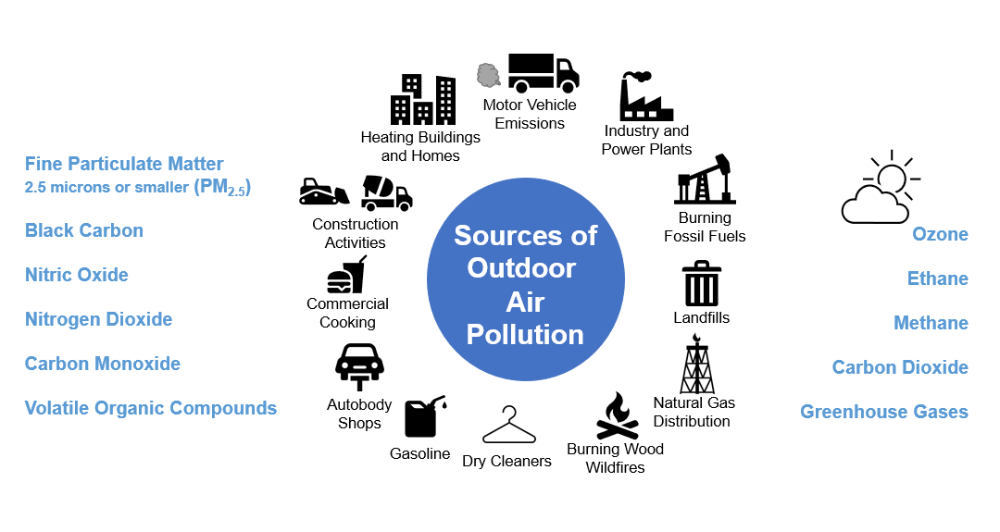 Sources of
Outdoor
Air
Pollution
Motor Vehicle
Emissions
Industry and
Power Plants
Burning
Fossil Fuels
Landfills
Natural Gas
Distribution
Burning Wood
Wildfires
Dry Cleaners
Gasoline
Autobody
Shops
Commercial
Cooking
Construction
Activities
Heating Buildings
and Homes
Fine Particulate Matter
2.5 microns or smaller (PM2.5)
Black Carbon
Nitric Oxide
Nitrogen Dioxide
Carbon Monoxide
Volatile Organic Compounds
Ozone
Ethane
Methane
Carbon Dioxide
Greenhouse Gases